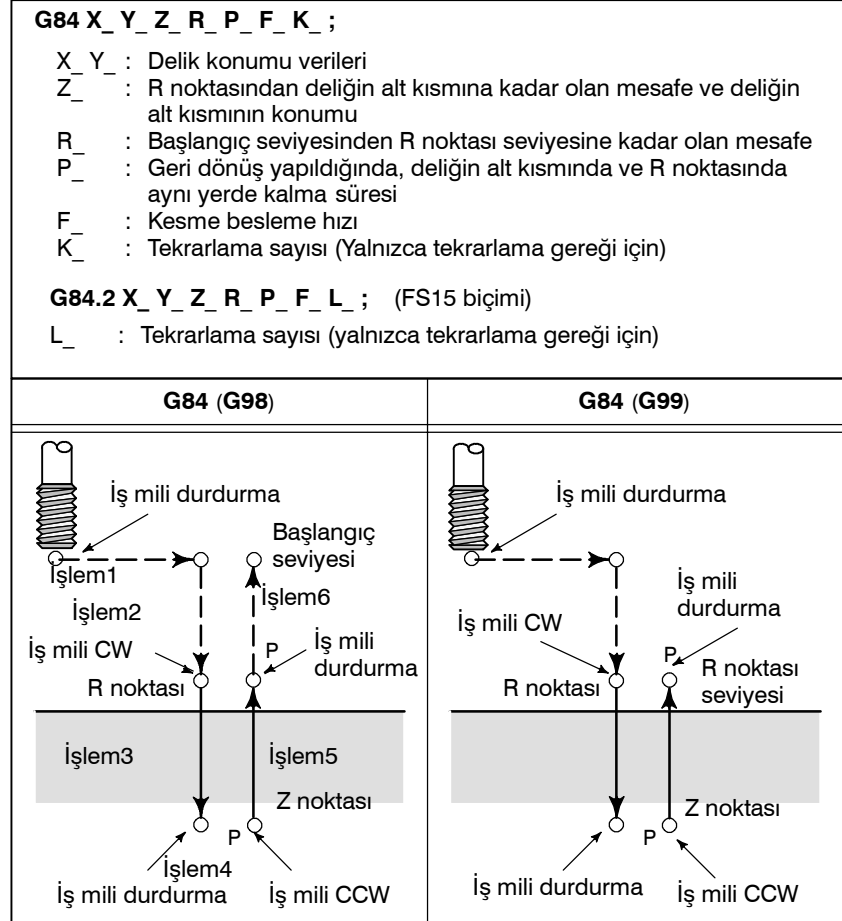 G84 X_ Y_ Z_ R_ P_ F_ K_ ;
X_ Y_ : Delik konumu verileri
Z_ : R noktasından deliğin alt kısmına kadar olan mesafe ve deliğin
alt kısmının konumu
R_ : Başlangıç seviyesinden R noktası seviyesine kadar olan mesafe
P_ : Geri dönüş yapıldığında, deliğin alt kısmında ve R noktasında
aynı yerde kalma süresi
F_ : Kesme besleme hızı
K_ : Tekrarlama sayısı (Yalnızca tekrarlama gereği için)
G84.2 X_ Y_ Z_ R_ P_ F_ L_ ; (FS15 biçimi)
L_ : Tekrarlama sayısı (yalnızca tekrarlama gereği için)
G84 (G98)
İş mili durdurma
Başlangıç
seviyesi
İşlem1
İşlem6
İşlem2
İş mili CW
P
İş mili
durdurma
R noktası
İşlem3
İşlem5
Z noktası
P
İşlem4
İş mili durdurma
İş mili CCW
G84 (G99)
İş mili durdurma
İş mili
durdurma
İş mili CW
P
R noktası
R noktası
seviyesi
Z noktası
P
İş mili durdurma
İş mili CCW